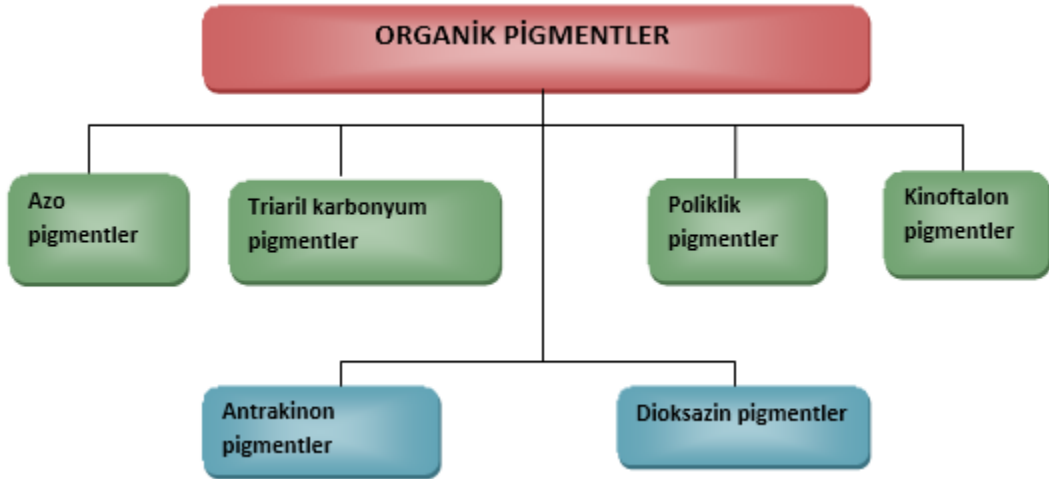 ORGANİK PİGMENTLER
Azo
pigmentler
Triaril karbonyum
pigmentler
Poliklik
pigmentler
Kinoftalon
pigmentler
Antrakinon
pigmentler
Dioksazin pigmentler